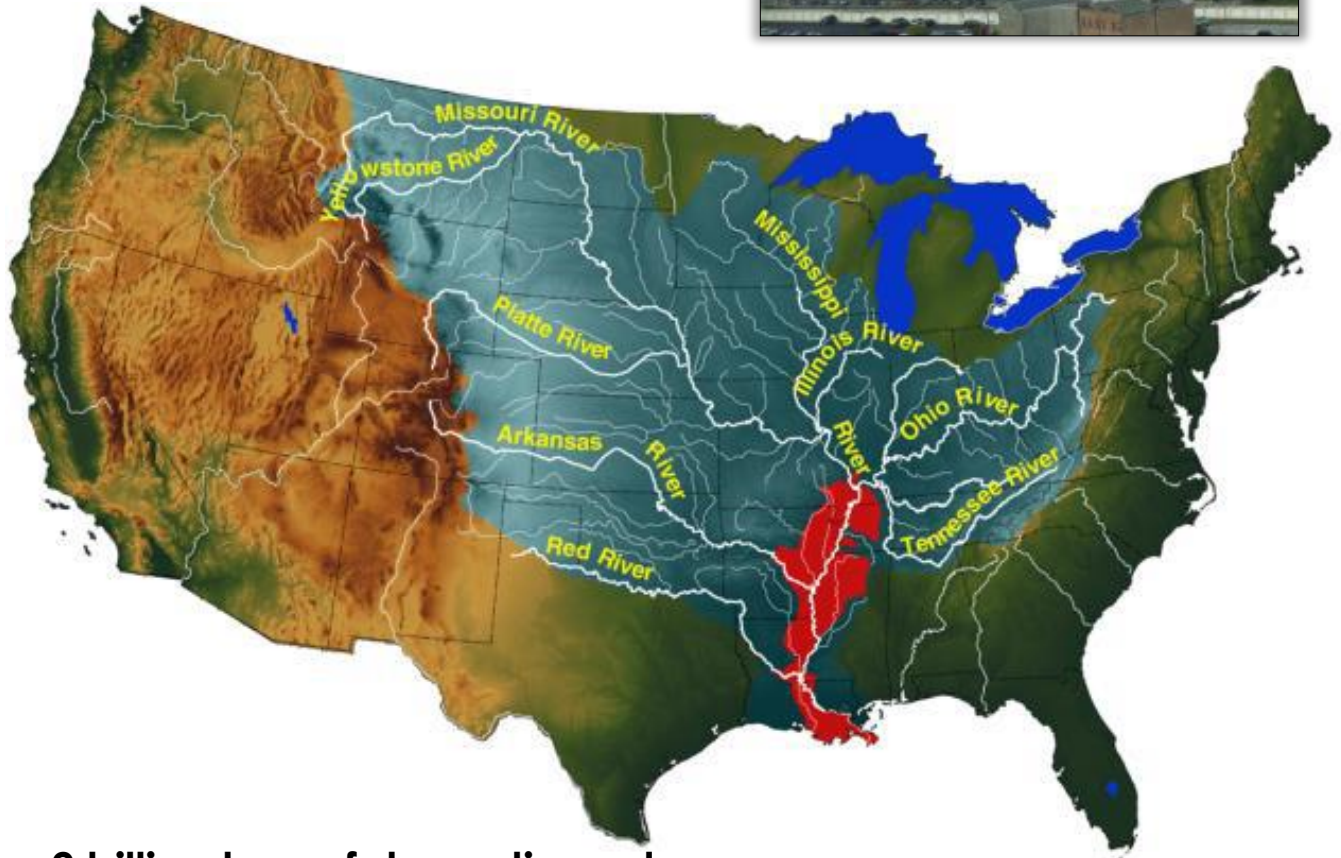 Missouri River
Yellowstone River
Mississippi
River
Platte River
Illinois River
Ohio River
Arkansas
River
Tennessee River
Red River